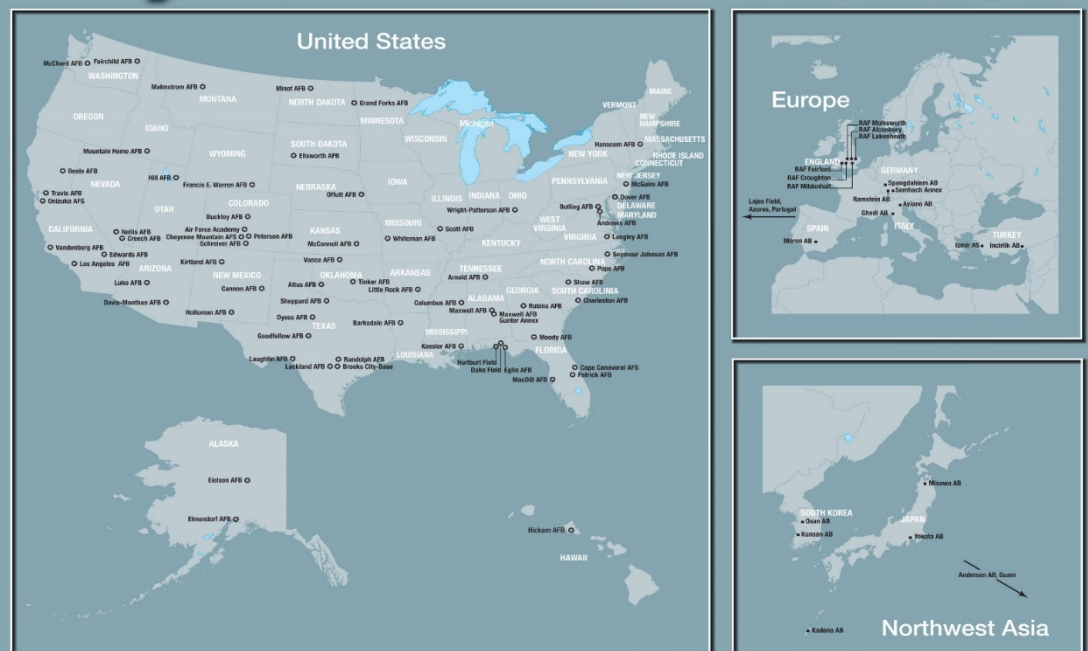 United States
McChord AFB
Fairchild AFB
WASHINGTON
Malmstrom AFB
MONTANA
Minot AFB
NORTH DAKOTA
Grand Forks AFB
MINNESOTA
OREGON
IDAHO
WISCONSIN
Michigan
MAINE
VERMONT
NEW HAMPSHIRE
MASSACHUSETTS
Hanscom AFB
RHODE ISLAND
CONNECTICUT
NEW YORK
Mountain Home AFB
WYOMING
SOUTH DAKOTA
Ellsworth AFB
Beale AFB
NEVADA
Hill AFB
Francis E. Warren AFB
NEBRASKA
Offutt AFB
IOWA
ILLINOIS
INDIANA
OHIO
PENNSYLVANIA
NEW JERSEY
McGuire AFB
Travis AFB
Onizuka AFS
UTAH
COLORADO
Buckley AFB
Wright-Patterson AFB
Bolling AFB
Dover AFB
DELAWARE
MARYLAND
Andrews AFB
CALIFORNIA
Nellis AFB
Creech AFB
Air Force Academy
Cheyenne Mountain AFS
Peterson AFB
Schriever AFB
KANSAS
McConnell AFB
MISSOURI
Whiteman AFB
Scott AFB
WEST VIRGINIA
VIRGINIA
Langley AFB
KENTUCKY
Vandenberg AFB
Edwards AFB
Los Angeles AFB
ARIZONA
Kirtland AFB
Vance AFB
Seymour Johnson AFB
NORTH CAROLINA
Pope AFB
Luke AFB
NEW MEXICO
Cannon AFB
Altus AFB
OKLAHOMA
Tinker AFB
ARKANSAS
Little Rock AFB
TENNESSEE
Arnold AFB
Shaw AFB
SOUTH CAROLINIA
Charleston AFB
GEORGIA
Robins AFB
Davis-Monthan AFB
Holloman AFB
Sheppard AFB
Dyess AFB
TEXAS
Goodfellow AFB
Barksdale AFB
Columbus AFB
ALABAMA
Maxwell AFB
Maxwell AFB
Gunter Annex
MISSISSIPPI
Keesler AFB
LOUISIANA
Moody AFB
FLORIDA
Laughlin AFB
Randolph AFB
Lackland AFB
Brooks City-Base
Hurlburt Field
Duke Field
Eglin AFB
MacDill AFB
Cape Canaveral AFS
Patrick AFB
ALASKA
Eielson AFB
Elmendorf AFB
Hickam AFB
HAWAII
Europe
RAF Molesworth
RAF Alconbury
RAF Lakenheath
ENGLAND
RAF Fairford
RAF Croughton
RAF Mildenhall
GERMANY
Spangdahlem AB
Sembach Annex
Ramstein AB
Aviano AB
Ghedi AB
ITALY
Lajes Field,
Azores, Portugal
SPAIN
Moron AB
TURKEY
Izmir AS
Incirlik AB
Misawa AB
SOUTH KOREA
Osan AB
JAPAN
Kunsan AB
Yokota AB
Andersen AB, Guam
Kadena AB
Northwest Asia